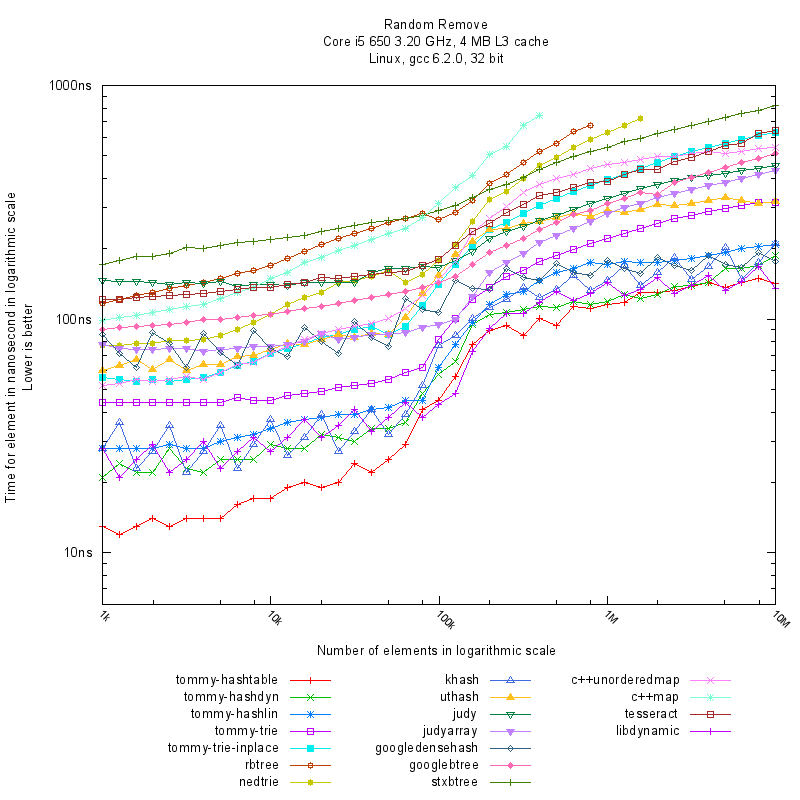 Random Remove
Core i5 650 3.20 GHz, 4 MB L3 cache
Linux, gcc 6.2.0, 32 bit
Time for element in nanosecond in logarithmic scale
Lower is better
1000ns
100ns
10ns
1k
10k
100k
1M
10M
Number of elements in logarithmic scale
tommy-hashtable
tommy-hashdyn
tommy-hashlin
tommy-trie
tommy-trie-inplace
rbtree
nedtrie
khash
uthash
judy
judyarray
googledensehash
googlebtree
stxbtree
c++unorderedmap
c++map
tesseract
libdynamic